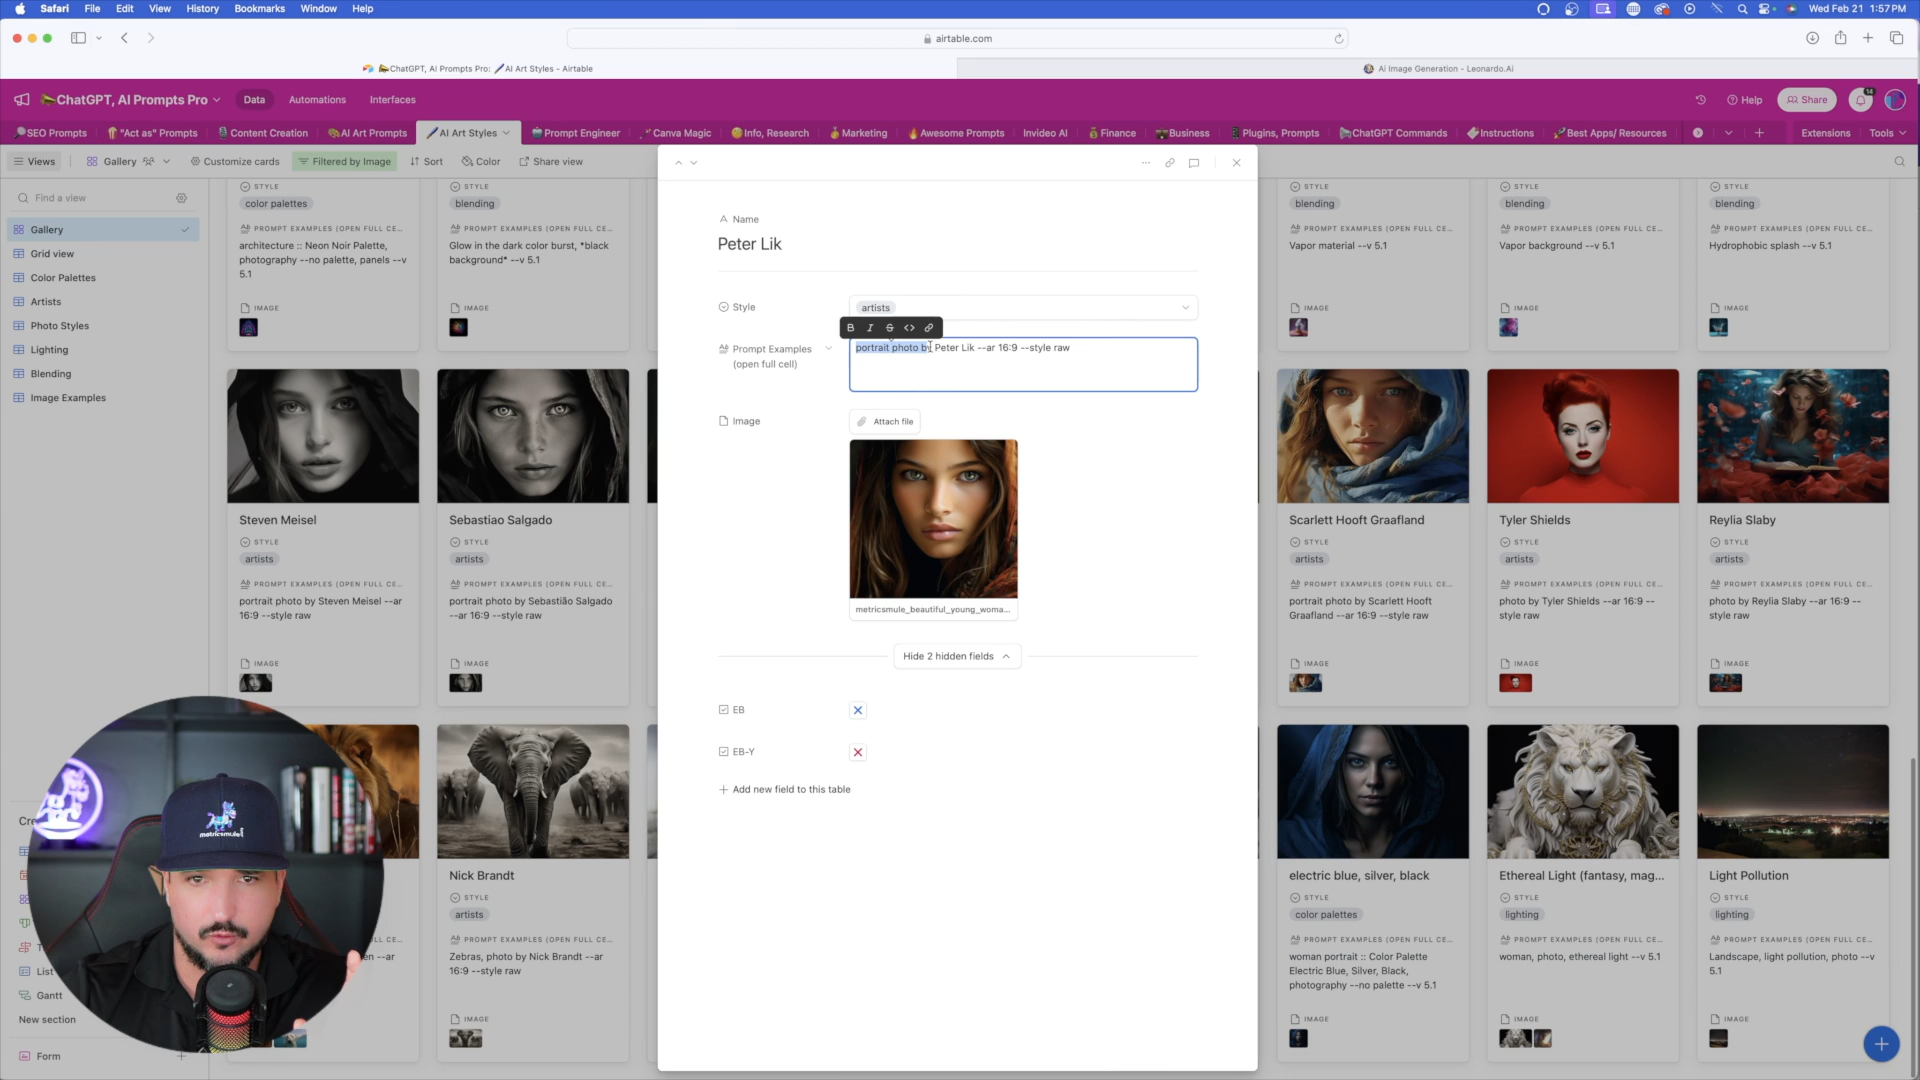 Safari File Edit View History Bookmarks Window Help
Wed Feb 21 1:57 PM
airtable.com
ChatGPT, Ai Prompts Pro: 🖌️AI Art Styles - Airtable
Ai Image Generation - Leonardo.Ai
ChatGPT, AI Prompts Pro
Data
Automations
Interfaces
Help
Share
14
SEO Prompts
"Act as" Prompts
Content Creation
AI Art Prompts
AI Art Styles
Prompt Engineer
Canva Magic
Info, Research
Marketing
Awesome Prompts
Invideo AI
Finance
Business
Plugins, Prompts
ChatGPT Commands
Instructions
Best Apps/ Resources
Extensions
Tools
Views
Gallery
Customize cards
Filtered by Image
Sort
Color
Share view
Find a view
Gallery
Grid view
Color Palettes
Artists
Photo Styles
Lighting
Blending
Image Examples
Cre
List
Gantt
New section
Form
STYLE
color palettes
PROMPT EXAMPLES (OPEN FULL CE...
architecture :: Neon Noir Palette,
photography --no palette, panels --v
5.1
IMAGE
STYLE
blending
PROMPT EXAMPLES (OPEN FULL CE...
Glow in the dark color burst, *black
background* --v 5.1
IMAGE
STYLE
blending
PROMPT EXAMPLES (OPEN FULL CE...
Vapor material --v 5.1
IMAGE
STYLE
blending
PROMPT EXAMPLES (OPEN FULL CE...
Vapor background --v 5.1
IMAGE
STYLE
blending
PROMPT EXAMPLES (OPEN FULL CE...
Hydrophobic splash --v 5.1
IMAGE
Steven Meisel
STYLE
artists
PROMPT EXAMPLES (OPEN FULL CE...
portrait photo by Steven Meisel --ar
16:9 --style raw
IMAGE
Sebastiao Salgado
STYLE
artists
PROMPT EXAMPLES (OPEN FULL CE...
portrait photo by Sebastião Salgado
--ar 16:9 --style raw
IMAGE
Name
Peter Lik
Style
artists
Prompt Examples
(open full cell)
portrait photo by Peter Lik --ar 16:9 --style raw
Image
Attach file
metricsmule_beautiful_young_woma...
Hide 2 hidden fields
EB
EB-Y
Add new field to this table
Scarlett Hooft Graafland
STYLE
artists
PROMPT EXAMPLES (OPEN FULL CE...
portrait photo by Scarlett Hooft
Graafland --ar 16:9 --style raw
IMAGE
Tyler Shields
STYLE
artists
PROMPT EXAMPLES (OPEN FULL CE...
photo by Tyler Shields --ar 16:9 --
style raw
IMAGE
Reylia Slaby
STYLE
artists
PROMPT EXAMPLES (OPEN FULL CE...
photo by Reylia Slaby --ar 16:9 --
style raw
IMAGE
metricsmule
CE...
en --ar
Nick Brandt
STYLE
artists
PROMPT EXAMPLES (OPEN FULL CE...
Zebras, photo by Nick Brandt --ar
16:9 --style raw
IMAGE
electric blue, silver, black
STYLE
color palettes
PROMPT EXAMPLES (OPEN FULL CE...
woman portrait :: Color Palette
Electric Blue, Silver, Black,
photography --no palette --v 5.1
IMAGE
Ethereal Light (fantasy, mag...
STYLE
lighting
PROMPT EXAMPLES (OPEN FULL CE...
woman, photo, ethereal light --v 5.1
IMAGE
Light Pollution
STYLE
lighting
PROMPT EXAMPLES (OPEN FULL CE...
Landscape, light pollution, photo --v
5.1
IMAGE